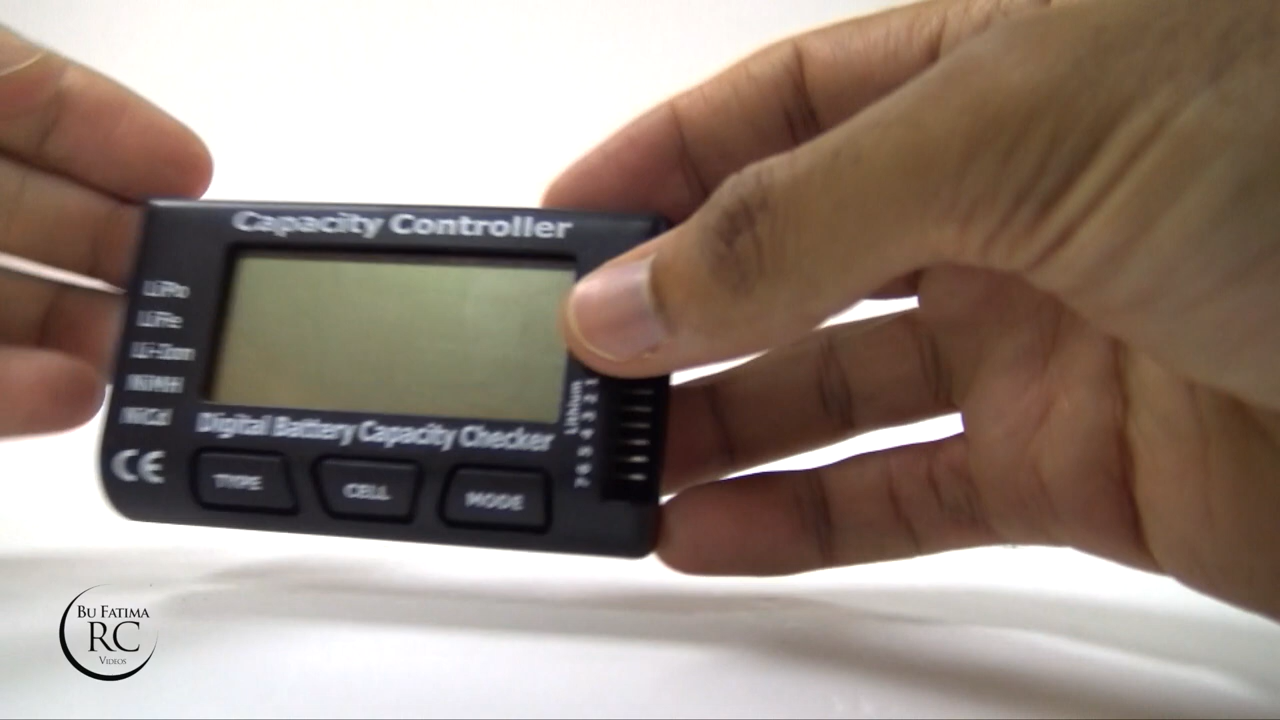 Capacity Controller
LiPo
LiFe
Li-Ion
NiMH
NiCd
Lithium
7 6 5 4 3 2 1
Digital Battery Capacity Checker
CE
TYPE
CELL
MODE
BU FATIMA
RC
VIDEOS